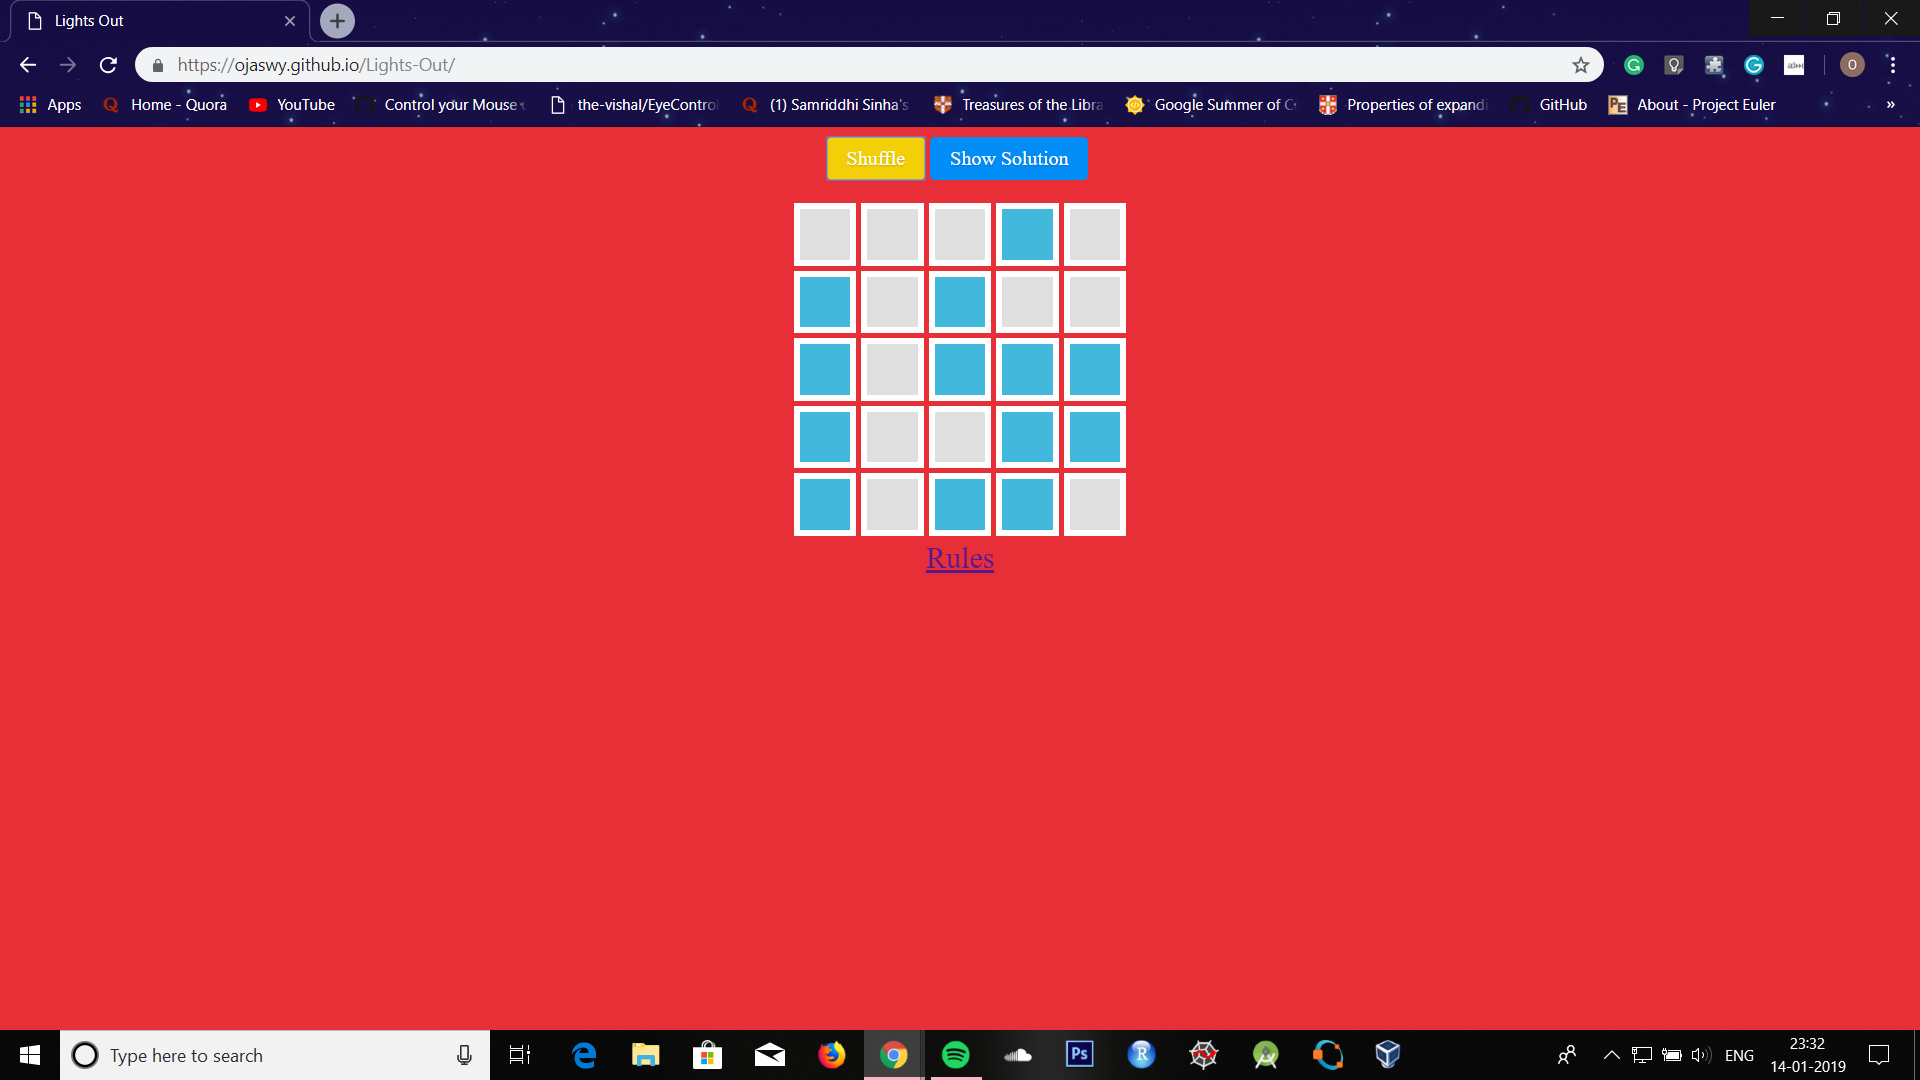 Lights Out
https://ojaswy.github.io/Lights-Out/
O
Apps Home - Quora YouTube Control your Mouse the-vishal/EyeControl (1) Samriddhi Sinha's Treasures of the Libra Google Summer of C Properties of expandi GitHub About - Project Euler »
Shuffle Show Solution
Rules
Type here to search
Ps R ENG
23:32
14-01-2019